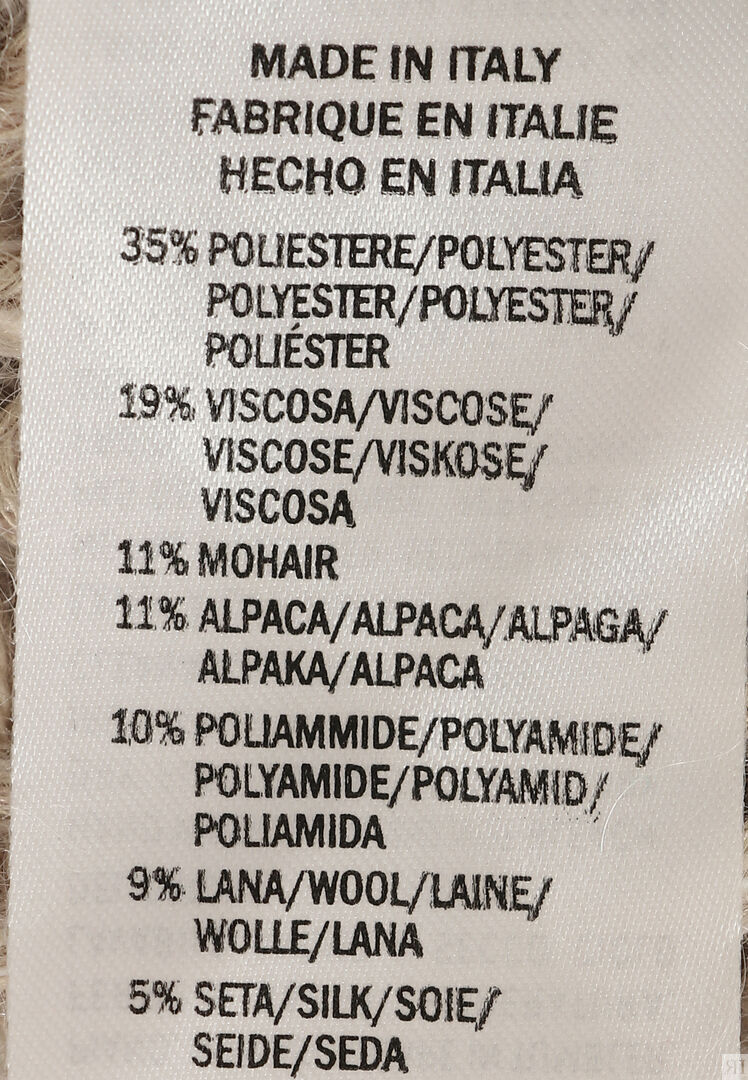 MADE IN ITALY
FABRIQUE EN ITALIE
HECHO EN ITALIA
35% POLIESTERE/POLYESTER/
POLYESTER/POLYESTER/
POLIÉSTER
19% VISCOSA/VISCOSE/
VISCOSE/VISKOSE/
VISCOSA
11% MOHAIR
11% ALPACA/ALPACA/ALPAGA/
ALPAKA/ALPACA
10% POLIAMMIDE/POLYAMIDE/
POLYAMIDE/POLYAMID/
POLIAMIDA
9% LANA/WOOL/LAINE/
WOLLE/LANA
5% SETA/SILK/SOIE/
SEIDE/SEDA